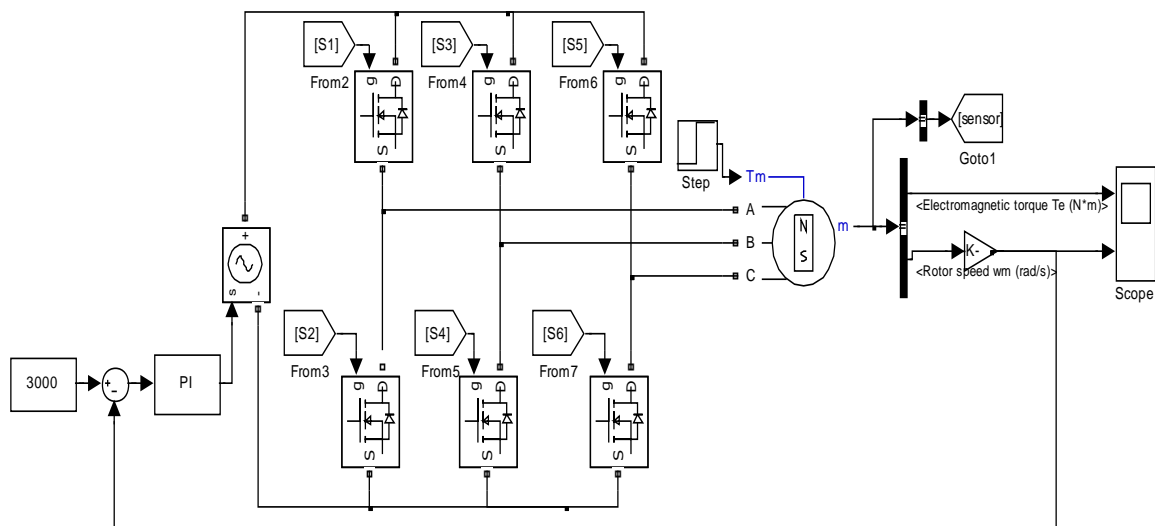 [S1]
[S3]
[S5]
g D
g D
g D
From2
From4
From6
S
S
S
[sensor]
Goto1
Step
Tm
<Electromagnetic torque Te (N*m)>
A
N
m
B
+
S
K-
C
<Rotor speed wm (rad/s)>
s -
Scope
[S2]
[S4]
[S6]
From3
From5
From7
3000
+
-
PI
g D
g D
g D
S
S
S